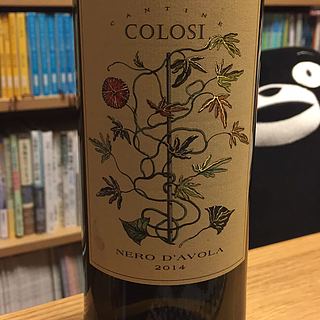 CANTINE
COLOSI
NERO D'AVOLA
2014